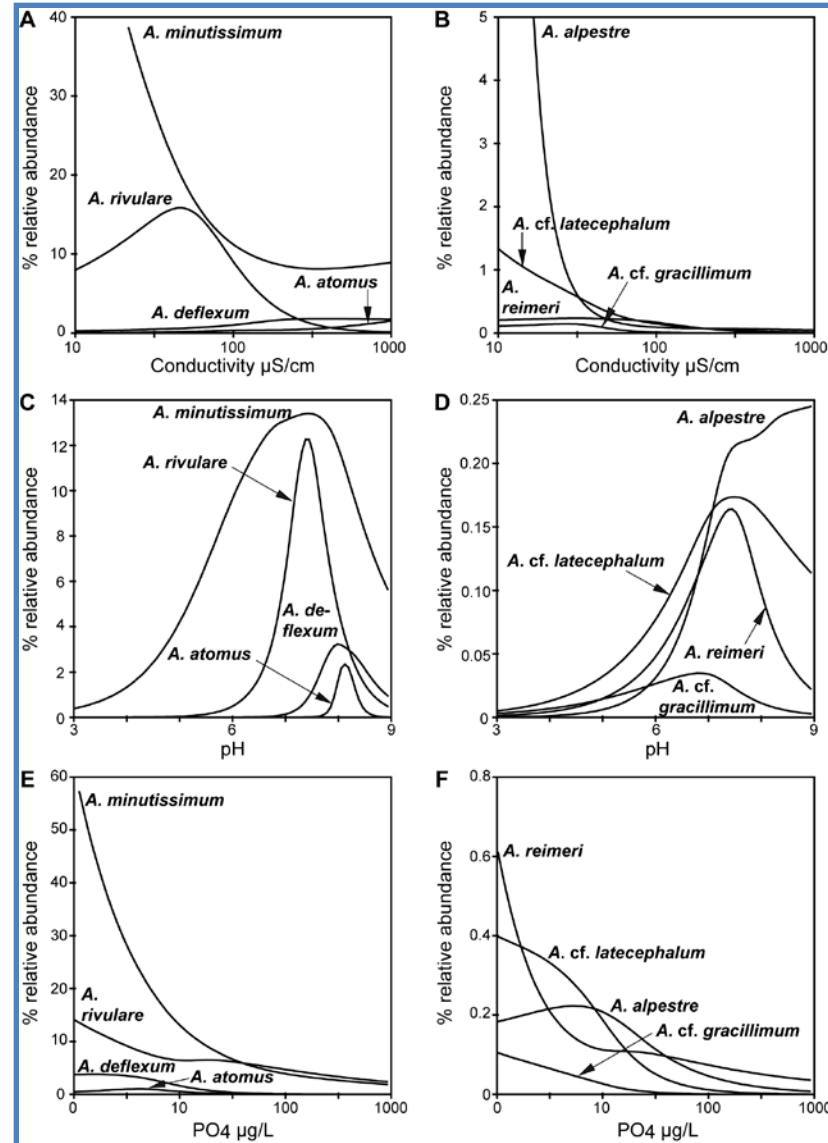 A
40
A. minutissimum
30
% relative abundance
20
A. rivulare
10
A. atomus
A. deflexum
0
10
100
1000
Conductivity µS/cm
B
5
A. alpestre
4
% relative abundance
3
2
A. cf. latecephalum
1
A. cf. gracillimum
A.
reimeri
0
10
100
1000
Conductivity µS/cm
C
14
A. minutissimum
12
A. rivulare
10
% relative abundance
8
6
4
A. de-
flexum
A. atomus
2
0
3
6
9
pH
D
0.25
A. alpestre
0.20
% relative abundance
0.15
A. cf. latecephalum
0.10
A. reimeri
0.05
A. cf.
gracillimum
0
3
6
9
pH
E
60
A. minutissimum
50
40
% relative abundance
30
20
A.
rivulare
10
A. deflexum
A. atomus
0
0
10
100
1000
PO4 µg/L
F
0.8
A. reimeri
0.6
% relative abundance
0.4
A. cf. latecephalum
A. alpestre
0.2
A. cf. gracillimum
0
0
10
100
1000
PO4 µg/L